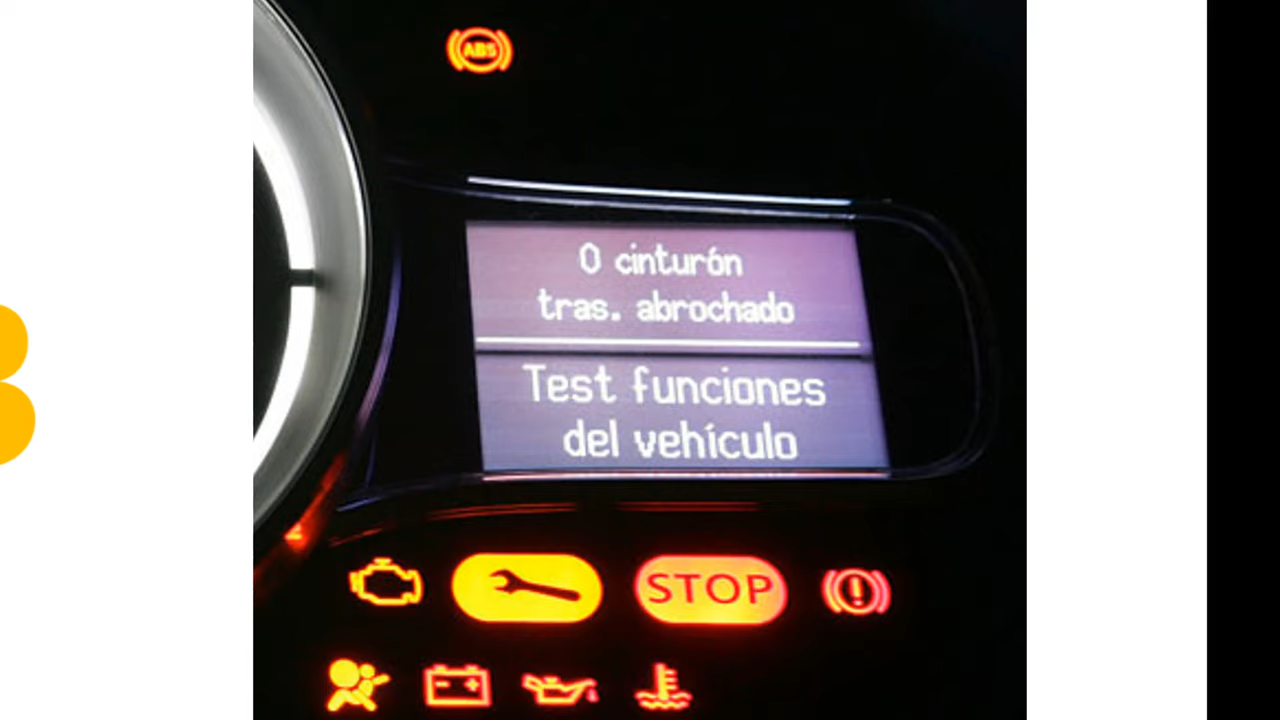 ABS
0 cinturón
tras. abrochado
Test funciones
del vehículo
STOP